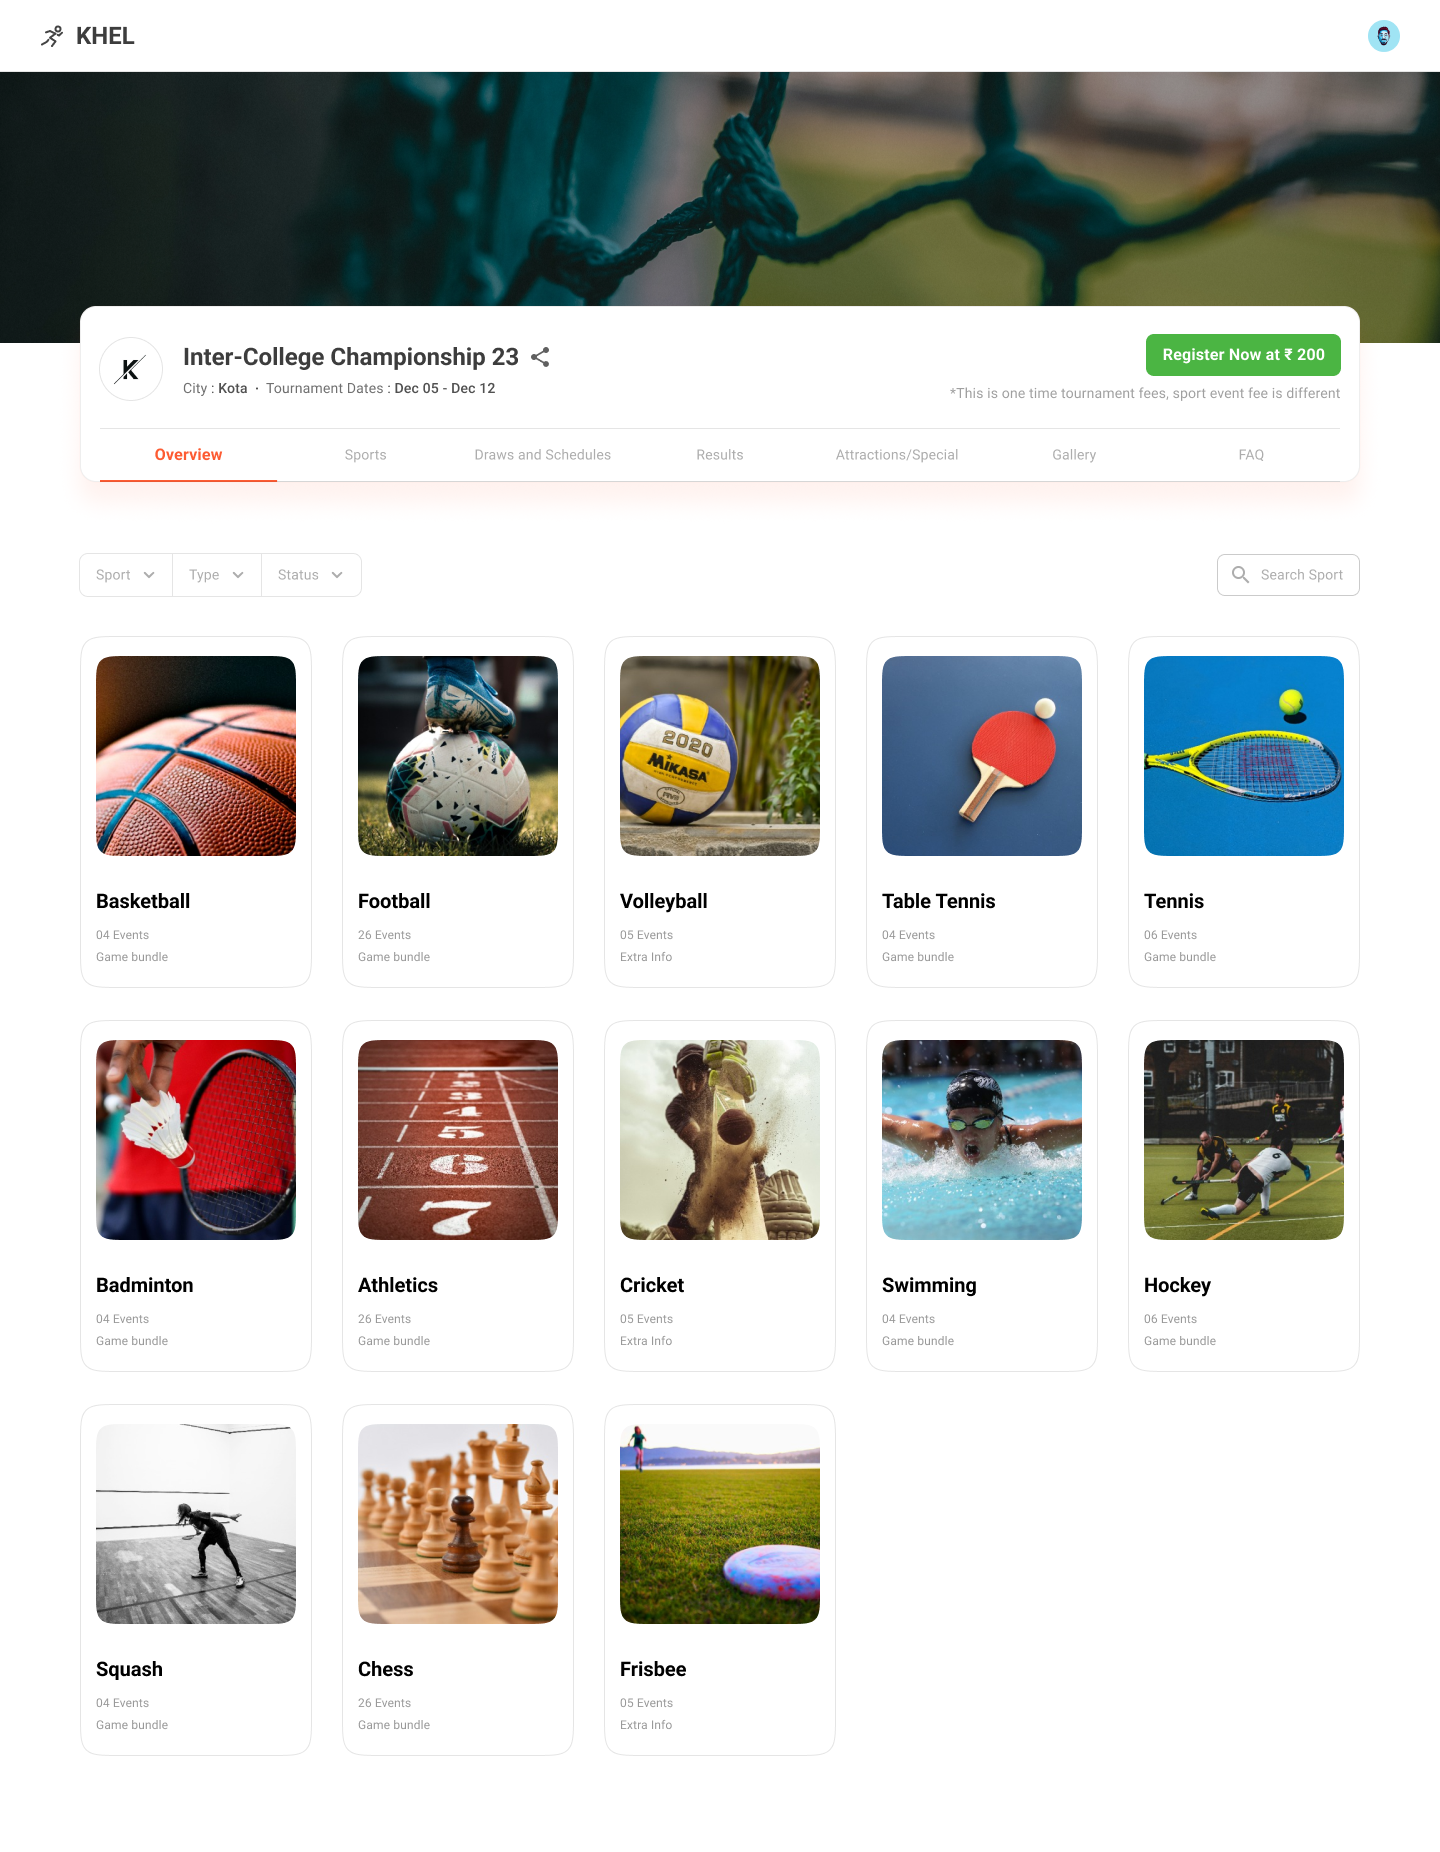 KHEL
Inter-College Championship 23
City : Kota · Tournament Dates : Dec 05 - Dec 12
Register Now at ₹ 200
*This is one time tournament fees, sport event fee is different
K
Overview Sports Draws and Schedules Results Attractions/Special Gallery FAQ
Sport Type Status Search Sport
2020
MIKASA
FIVB
Basketball Football Volleyball Table Tennis Tennis
04 Events 26 Events 05 Events 04 Events 06 Events
Game bundle Game bundle Extra Info Game bundle Game bundle
4
5
6
7
6
Badminton Athletics Cricket Swimming Hockey
04 Events 26 Events 05 Events 04 Events 06 Events
Game bundle Game bundle Extra Info Game bundle Game bundle
Squash Chess Frisbee
04 Events 26 Events 05 Events
Game bundle Game bundle Extra Info